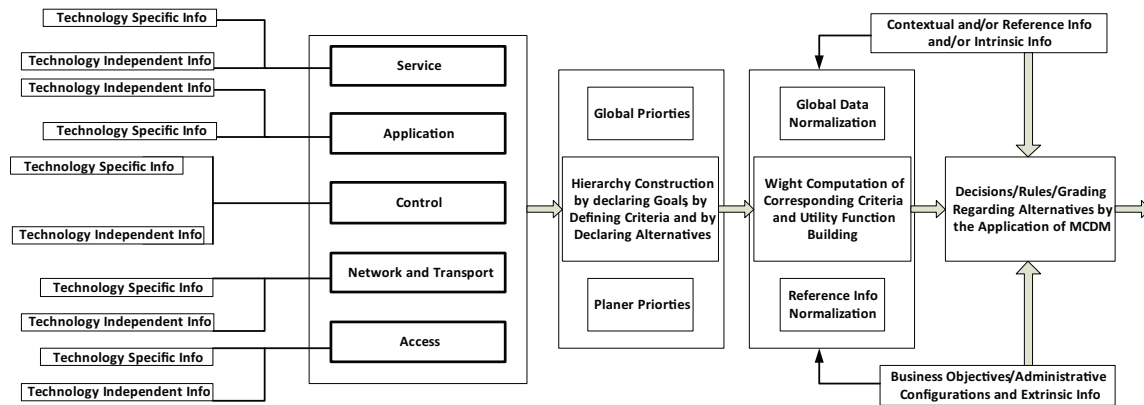 Technology Specific Info
Technology Independent Info
Technology Independent Info
Technology Specific Info
Technology Specific Info
Technology Independent Info
Technology Specific Info
Technology Independent Info
Technology Specific Info
Technology Independent Info
Service
Application
Control
Network and Transport
Access
Global Priorties
Hierarchy Construction
by declaring Goals by
Defining Criteria and by
Declaring Alternatives
Planer Priorties
Global Data
Normalization
Wight Computation of
Corresponding Criteria
and Utility Function
Building
Reference Info
Normalization
Contextual and/or Reference Info
and/or Intrinsic Info
Decisions/Rules/Grading
Regarding Alternatives by
the Application of MCDM
Business Objectives/Administrative
Configurations and Extrinsic Info